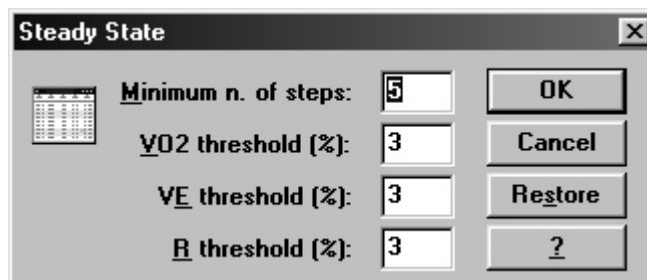 Steady State
Minimum n. of steps: 5 OK
VO2 threshold (%): 3 Cancel
VE threshold (%): 3 Restore
R threshold (%): 3 ?